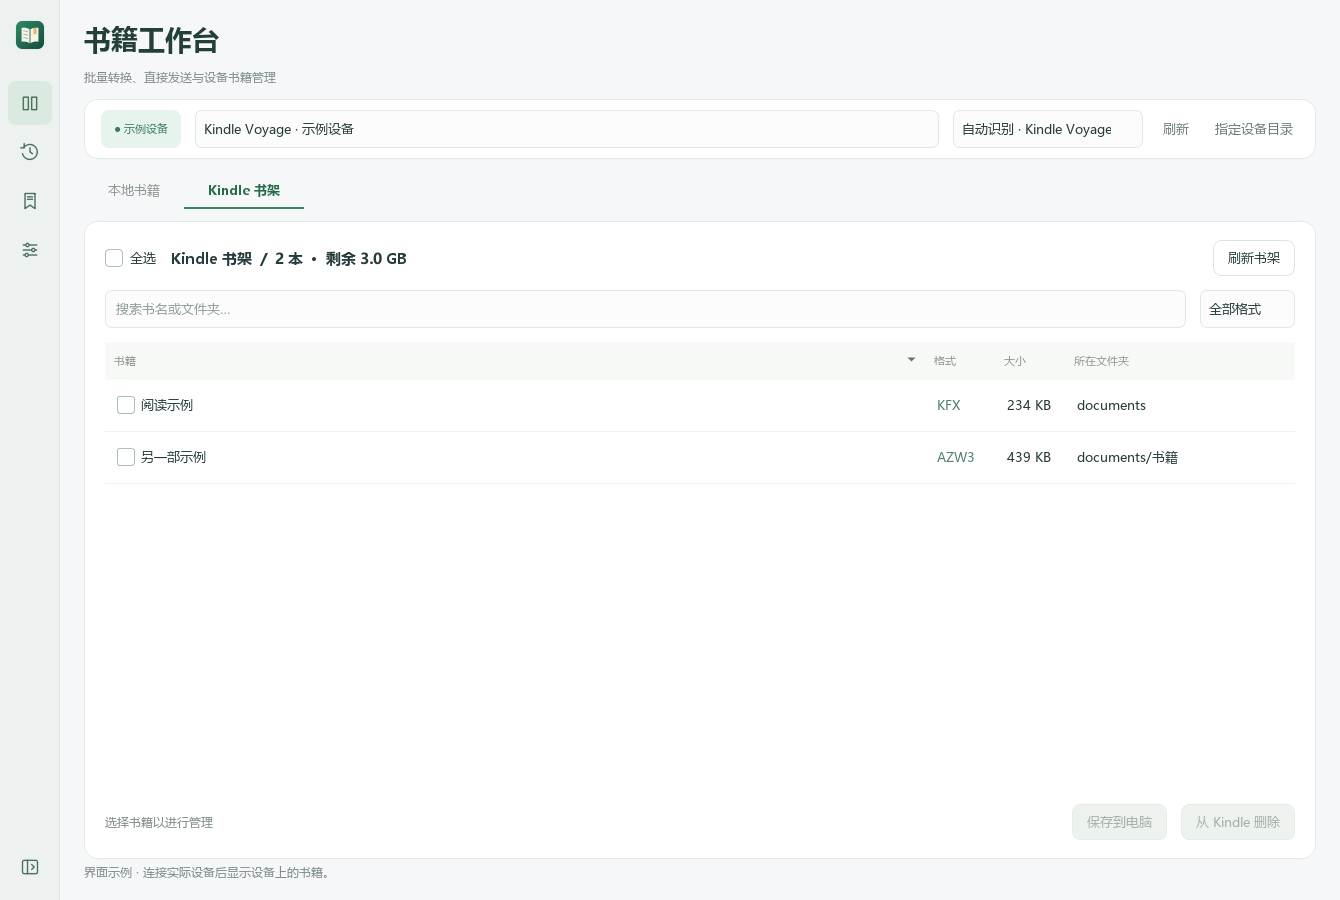 书籍工作台
批量转换、直接发送与设备书籍管理
● 示例设备
Kindle Voyage · 示例设备
自动识别 · Kindle Voyage
刷新
指定设备目录
本地书籍
Kindle 书架
全选
Kindle 书架 / 2 本 · 剩余 3.0 GB
刷新书架
搜索书名或文件夹…
全部格式
书籍 格式 大小 所在文件夹
阅读示例 KFX 234 KB documents
另一部示例 AZW3 439 KB documents/书籍
选择书籍以进行管理
保存到电脑
从 Kindle 删除
界面示例 · 连接实际设备后显示设备上的书籍。